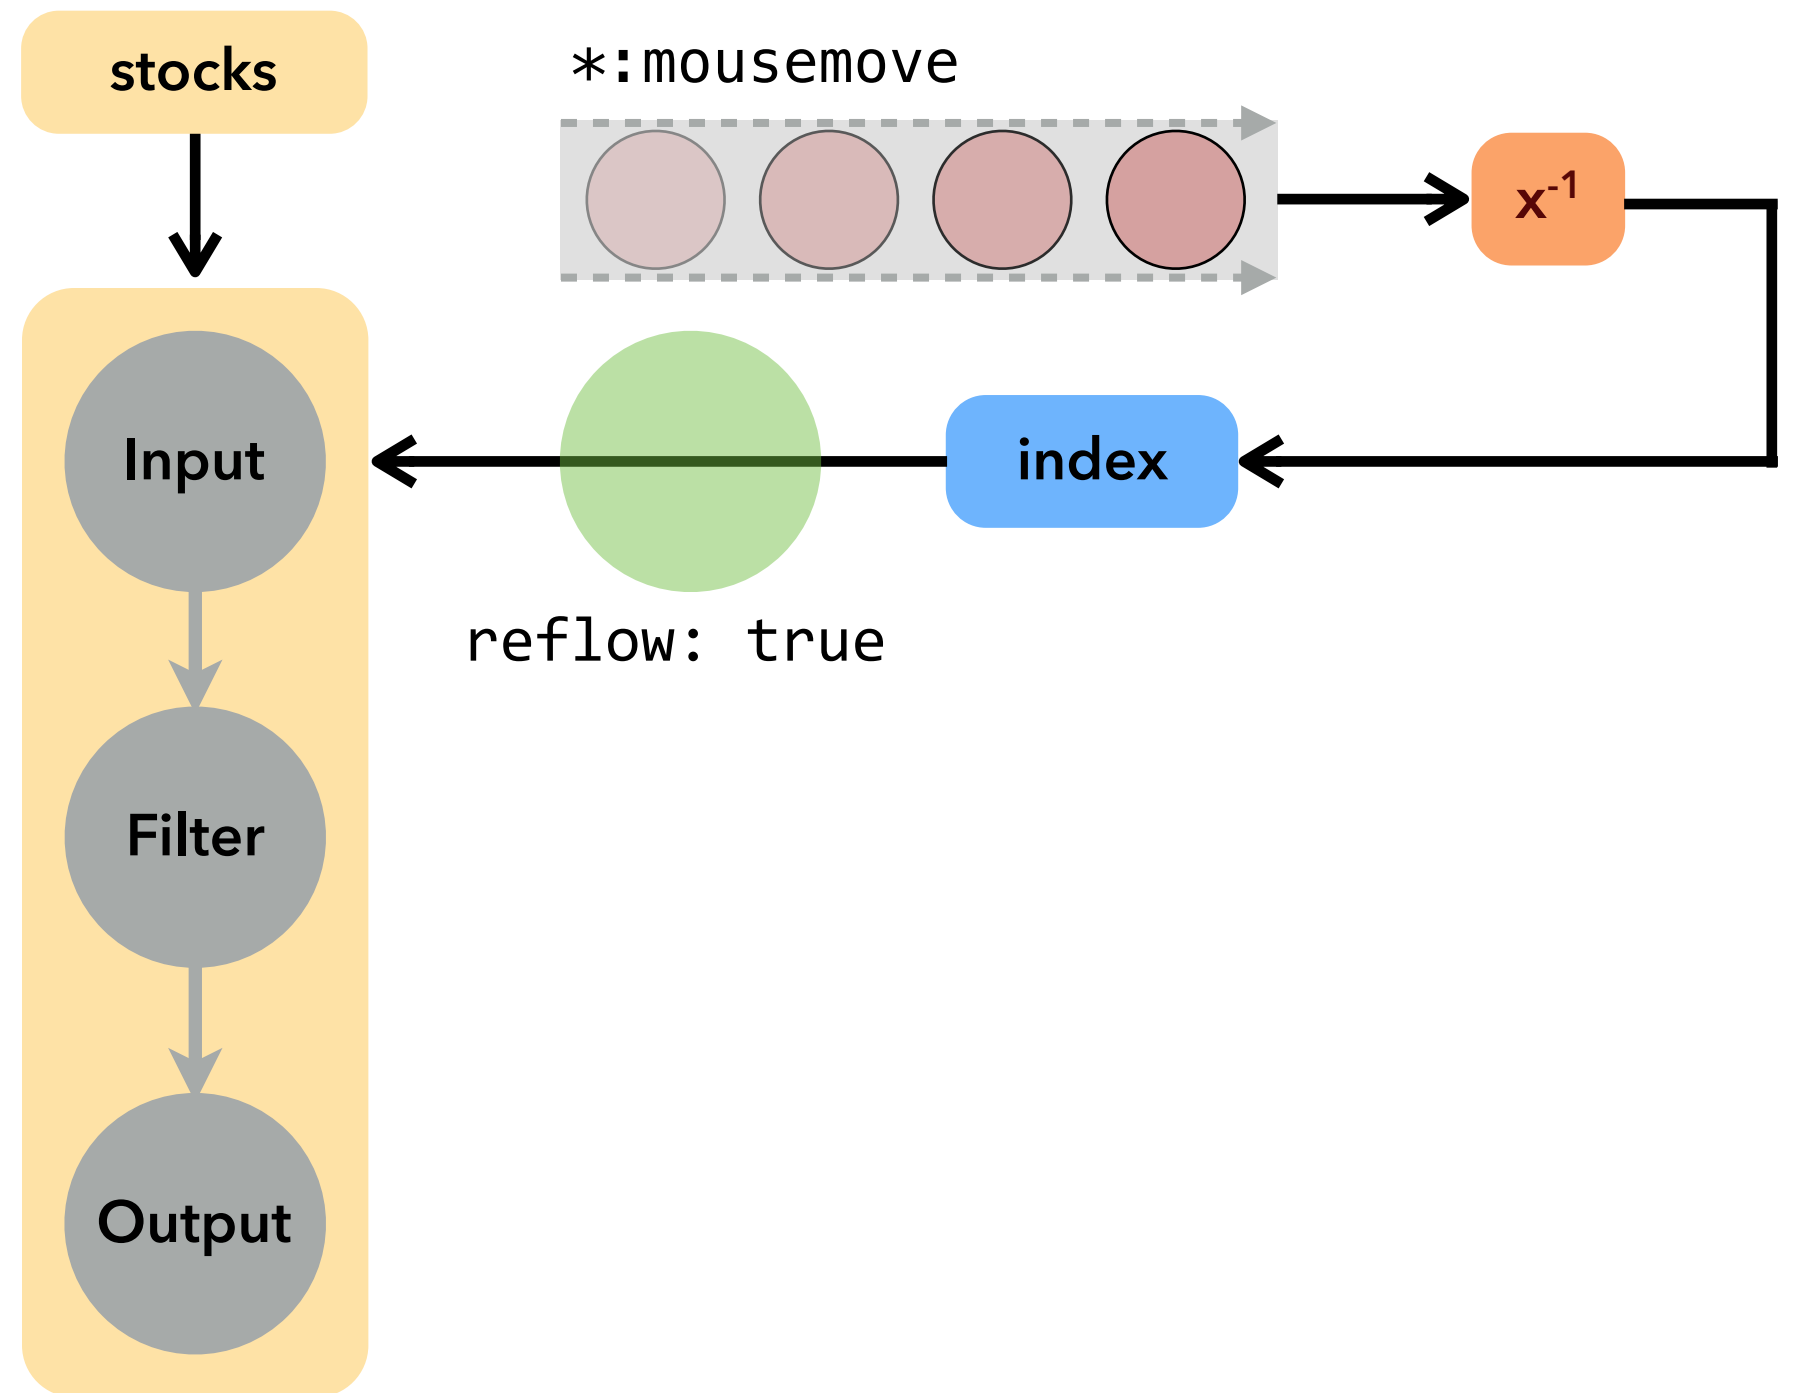 stocks
*:mousemove
x⁻¹
Input
index
reflow: true
Filter
Output